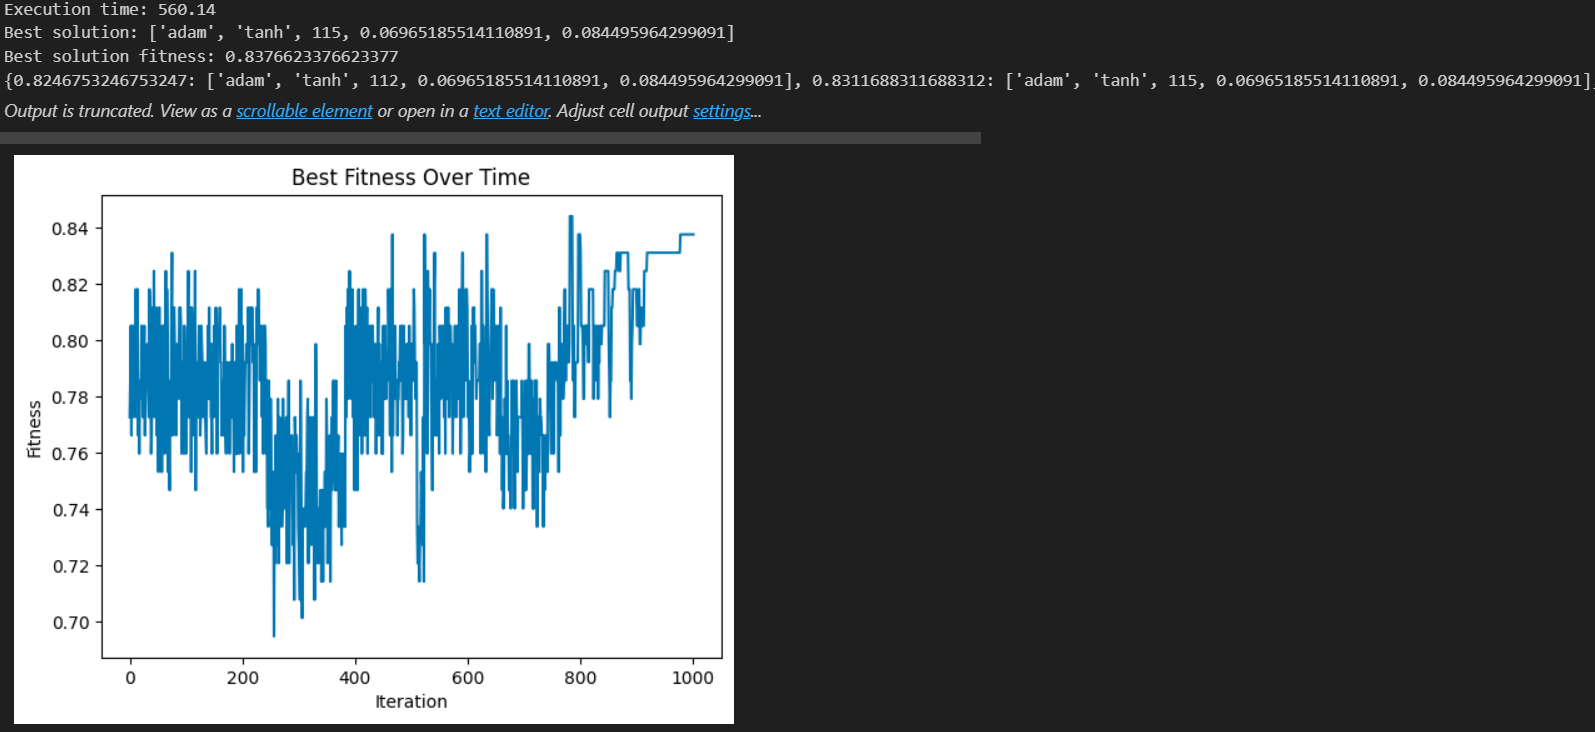 Execution time: 560.14
Best solution: ['adam', 'tanh', 115, 0.06965185514110891, 0.084495964299091]
Best solution fitness: 0.8376623376623377
{0.8246753246753247: ['adam', 'tanh', 112, 0.06965185514110891, 0.084495964299091], 0.8311688311688312: ['adam', 'tanh', 115, 0.06965185514110891, 0.084495964299091],
Output is truncated. View as a scrollable element or open in a text editor. Adjust cell output settings...
Best Fitness Over Time
0.84
0.82
0.80
0.78
0.76
0.74
0.72
0.70
Fitness
0 200 400 600 800 1000
Iteration